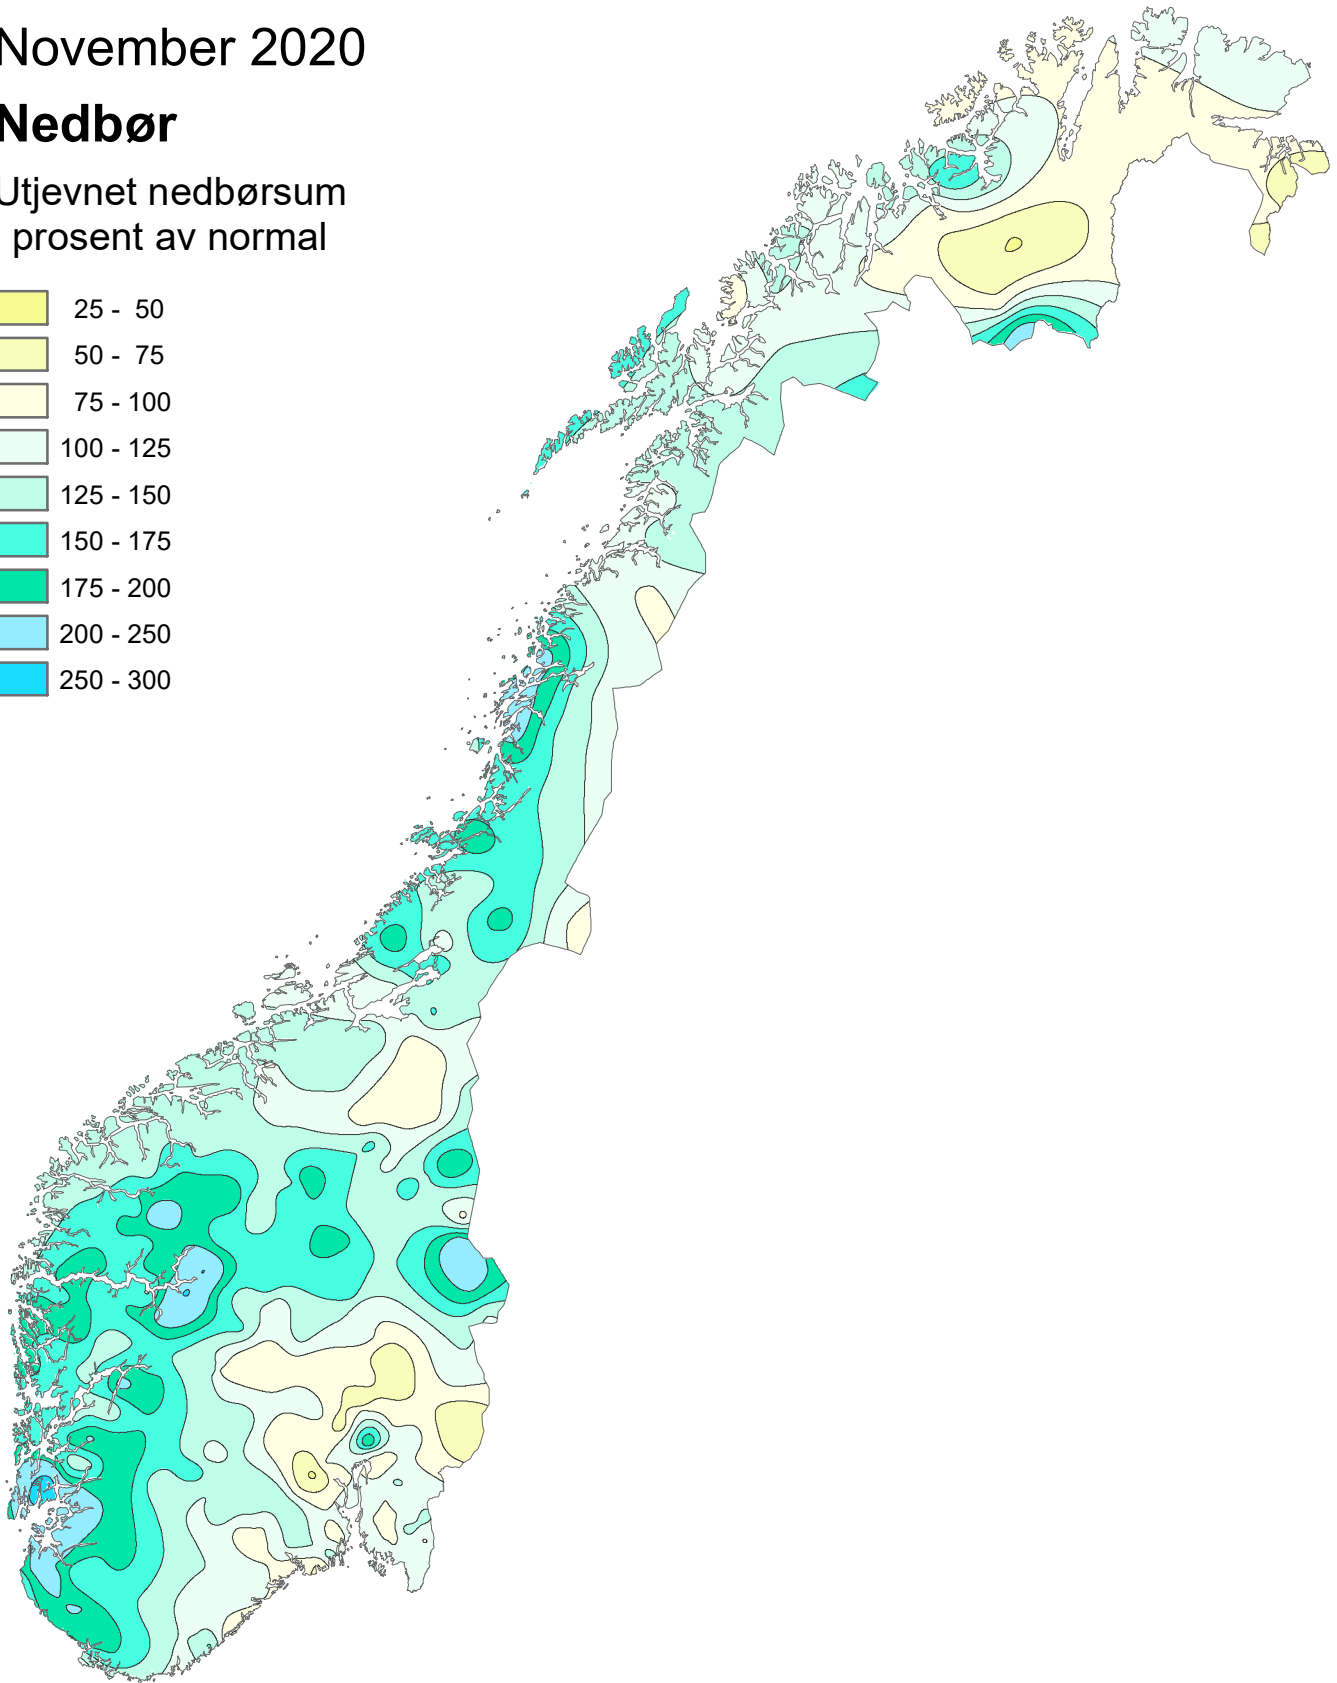 November 2020
Nedbør
Utjevnet nedbørsum
prosent av normal
25 - 50
50 - 75
75 - 100
100 - 125
125 - 150
150 - 175
175 - 200
200 - 250
250 - 300